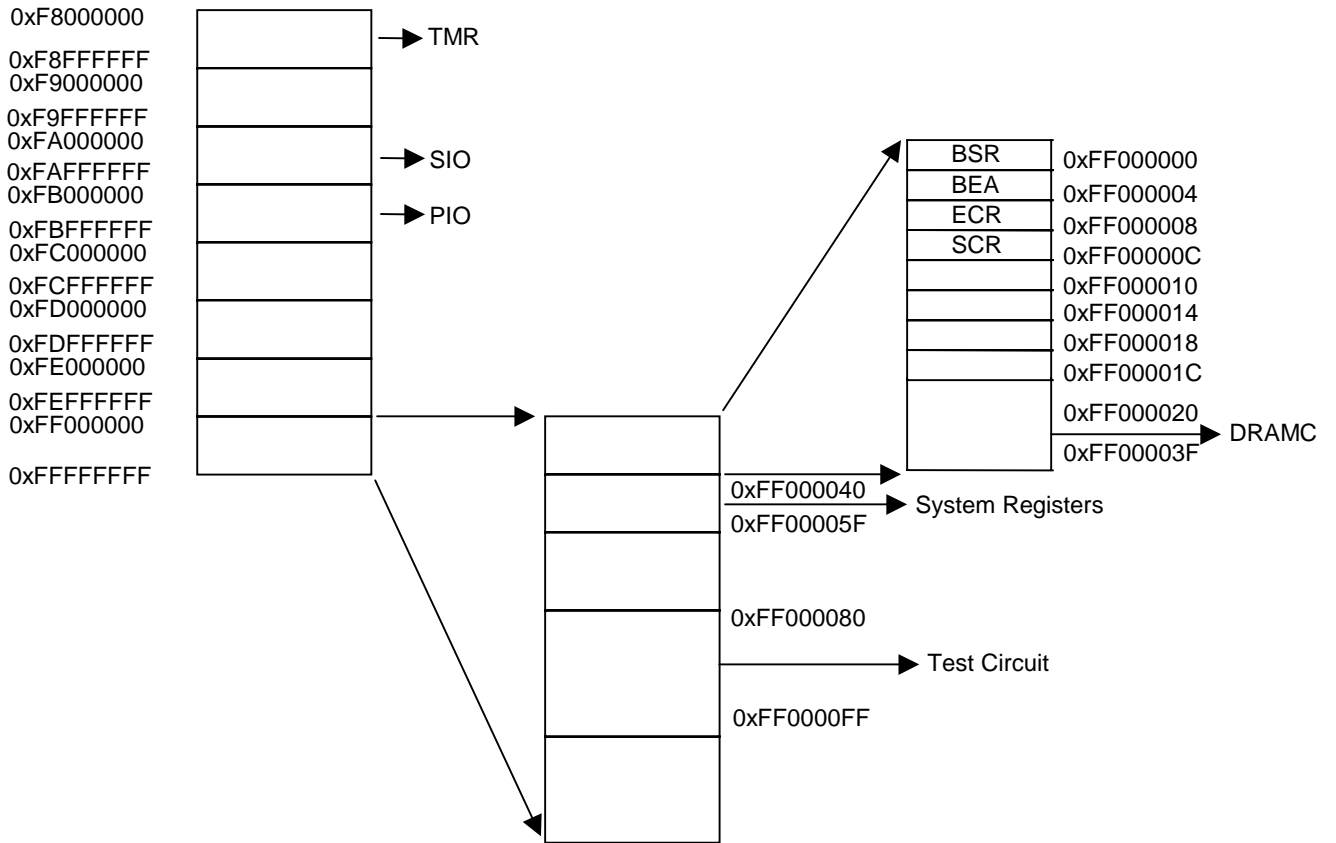 0xF8000000
TMR
0xF8FFFFFF
0xF9000000
0xF9FFFFFF
0xFA000000
SIO
0xFAFFFFFF
0xFB000000
PIO
0xFBFFFFFF
0xFC000000
0xFCFFFFFF
0xFD000000
0xFDFFFFFF
0xFE000000
0xFEFFFFFF
0xFF000000
0xFFFFFFFF
BSR 0xFF000000
BEA 0xFF000004
ECR 0xFF000008
SCR 0xFF00000C
0xFF000010
0xFF000014
0xFF000018
0xFF00001C
0xFF000020
DRAMC
0xFF00003F
0xFF000040
System Registers
0xFF00005F
0xFF000080
Test Circuit
0xFF0000FF